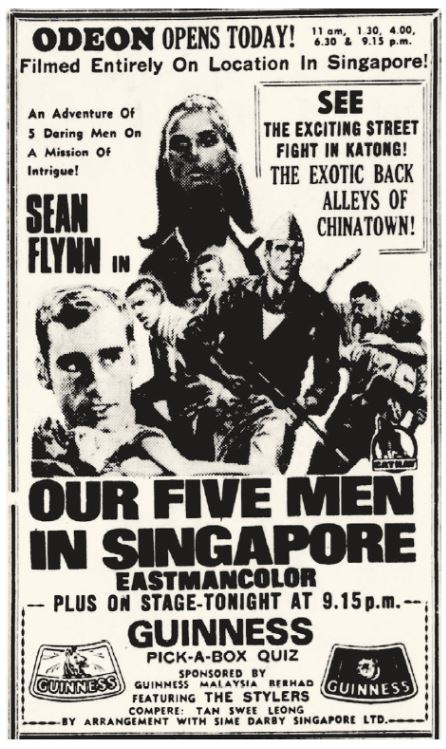 ODEON OPENS TODAY! 11 am, 1.30, 4.00,
6.30 & 9.15 p.m.
Filmed Entirely On Location In Singapore!
An Adventure Of
5 Daring Men On
A Mission Of
Intrigue!
SEE
THE EXCITING STREET
FIGHT IN KATONG!
THE EXOTIC BACK
ALLEYS OF
CHINATOWN!
SEAN
FLYNN IN
CATHAY
OUR FIVE MEN
IN SINGAPORE
EASTMANCOLOR
PLUS ON STAGE-TONIGHT AT 9.15 p.m.
GUINNESS
PICK-A-BOX QUIZ
SPONSORED BY
GUINNESS MALAYSIA BERHAD
FEATURING THE STYLERS
COMPERE: TAN SWEE LEONG
BY ARRANGEMENT WITH SIME DARBY SINGAPORE LTD.
GUINNESS
GUINNESS